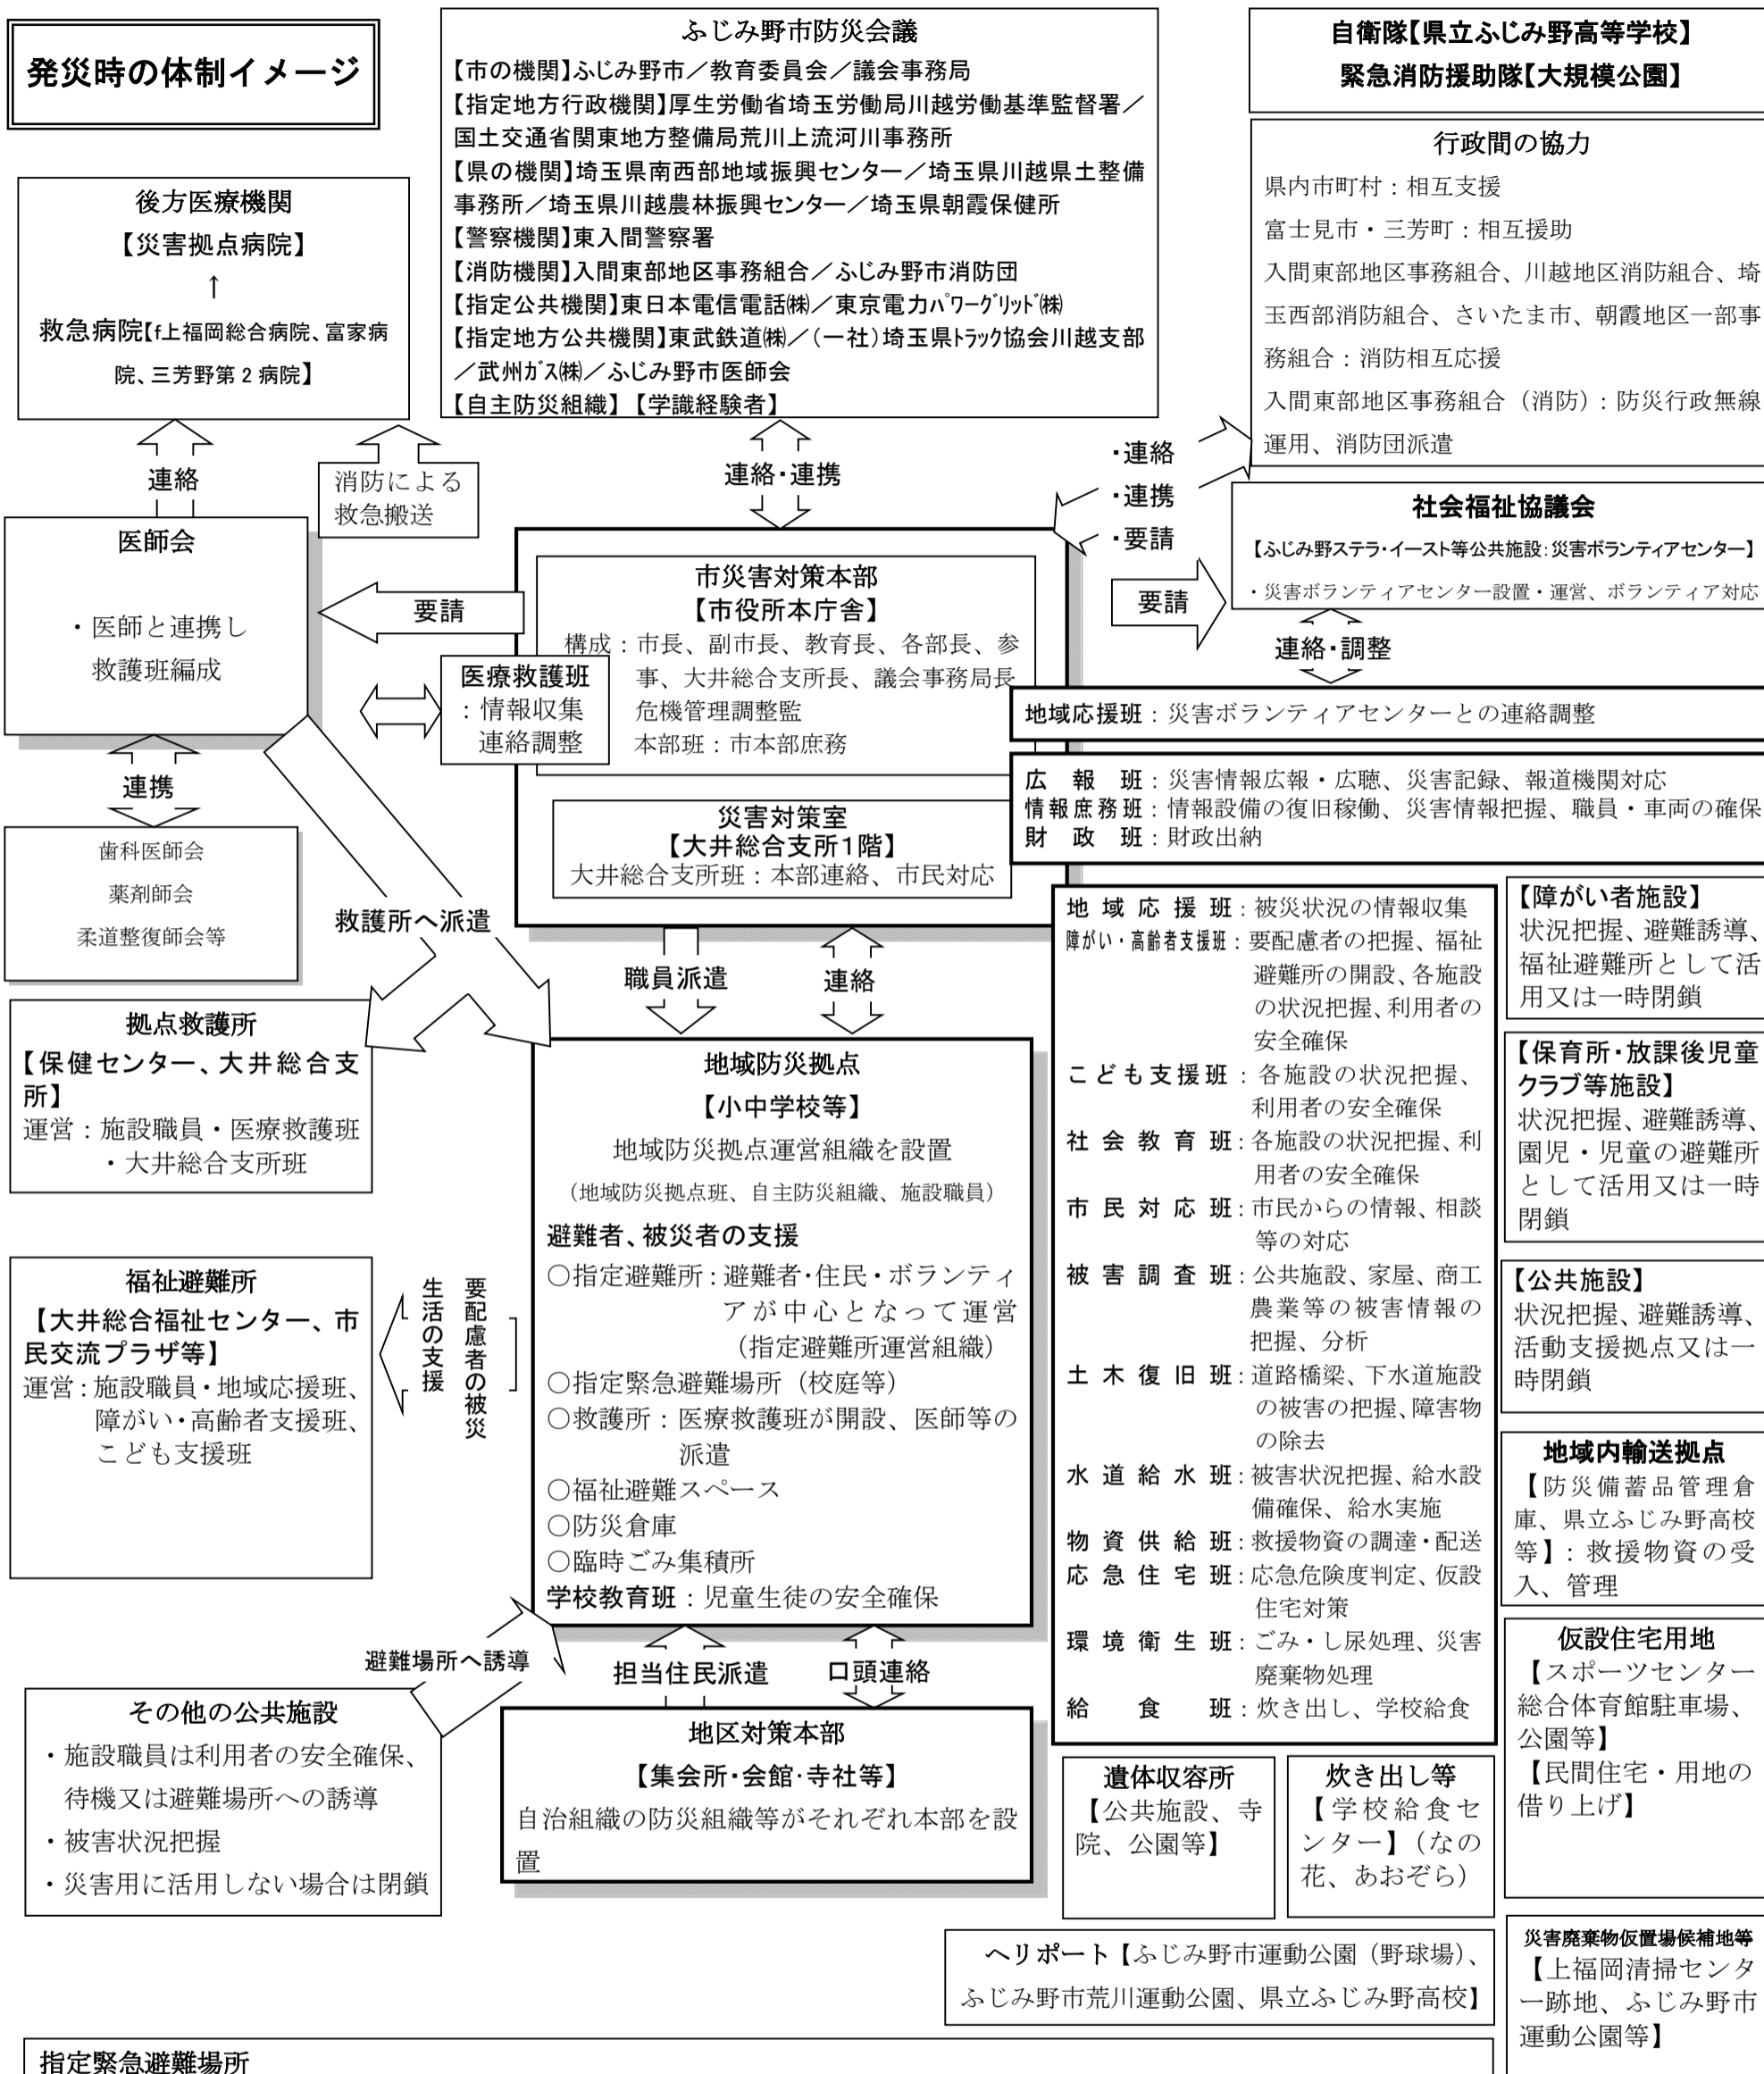 発災時の体制イメージ
ふじみ野市防災会議
【市の機関】ふじみ野市／教育委員会／議会事務局
【指定地方行政機関】厚生労働省埼玉労働局川越労働基準監督署／
国土交通省関東地方整備局荒川上流河川事務所
【県の機関】埼玉県南西部地域振興センター／埼玉県川越県土整備
事務所／埼玉県川越農林振興センター／埼玉県朝霞保健所
【警察機関】東入間警察署
【消防機関】入間東部地区事務組合／ふじみ野市消防団
【指定公共機関】東日本電信電話㈱／東京電力ﾊﾟﾜｰｸﾞﾘｯﾄﾞ㈱
【指定地方公共機関】東武鉄道㈱／（一社）埼玉県ﾄﾗｯｸ協会川越支部
／武州ｶﾞｽ㈱／ふじみ野市医師会
【自主防災組織】【学識経験者】
自衛隊【県立ふじみ野高等学校】
緊急消防援助隊【大規模公園】
行政間の協力
県内市町村：相互支援
富士見市・三芳町：相互援助
入間東部地区事務組合、川越地区消防組合、埼
玉西部消防組合、さいたま市、朝霞地区一部事
務組合：消防相互応援
入間東部地区事務組合（消防）：防災行政無線
運用、消防団派遣
後方医療機関
【災害拠点病院】
↑
救急病院【f上福岡総合病院、富家病
院、三芳野第２病院】
連絡
消防による
救急搬送
連絡・連携
・連絡
・連携
・要請
社会福祉協議会
【ふじみ野ステラ・イースト等公共施設：災害ボランティアセンター】
・災害ボランティアセンター設置・運営、ボランティア対応
要請
連絡・調整
医師会
・医師と連携し
救護班編成
要請
市災害対策本部
【市役所本庁舎】
構成：市長、副市長、教育長、各部長、参
事、大井総合支所長、議会事務局長
危機管理調整監
本部班：市本部庶務
医療救護班
：情報収集
連絡調整
地域応援班：災害ボランティアセンターとの連絡調整
広　報　班：災害情報広報・広聴、災害記録、報道機関対応
情報庶務班：情報設備の復旧稼働、災害情報把握、職員・車両の確保
財　政　班：財政出納
災害対策室
【大井総合支所１階】
大井総合支所班：本部連絡、市民対応
連携
歯科医師会
薬剤師会
柔道整復師会等
救護所へ派遣
職員派遣
連絡
拠点救護所
【保健センター、大井総合支
所】
運営：施設職員・医療救護班
・大井総合支所班
福祉避難所
【大井総合福祉センター、市
民交流プラザ等】
運営：施設職員・地域応援班、
障がい・高齢者支援班、
こども支援班
要配慮者の被災
生活の支援
地域防災拠点
【小中学校等】
地域防災拠点運営組織を設置
（地域防災拠点班、自主防災組織、施設職員）
避難者、被災者の支援
○指定避難所：避難者・住民・ボランティ
アが中心となって運営
（指定避難所運営組織）
○指定緊急避難場所（校庭等）
○救護所：医療救護班が開設、医師等の
派遣
○福祉避難スペース
○防災倉庫
○臨時ごみ集積所
学校教育班：児童生徒の安全確保
地域応援班：被災状況の情報収集
障がい・高齢者支援班：要配慮者の把握、福祉
避難所の開設、各施設
の状況把握、利用者の
安全確保
こども支援班：各施設の状況把握、
利用者の安全確保
社会教育班：各施設の状況把握、利
用者の安全確保
市民対応班：市民からの情報、相談
等の対応
被害調査班：公共施設、家屋、商工
農業等の被害情報の
把握、分析
土木復旧班：道路橋梁、下水道施設
の被害の把握、障害物
の除去
水道給水班：被害状況把握、給水設
備確保、給水実施
物資供給班：救援物資の調達・配送
応急住宅班：応急危険度判定、仮設
住宅対策
環境衛生班：ごみ・し尿処理、災害
廃棄物処理
給　食　班：炊き出し、学校給食
【障がい者施設】
状況把握、避難誘導、
福祉避難所として活
用又は一時閉鎖
【保育所・放課後児童
クラブ等施設】
状況把握、避難誘導、
園児・児童の避難所
として活用又は一時
閉鎖
【公共施設】
状況把握、避難誘導、
活動支援拠点又は一
時閉鎖
地域内輸送拠点
【防災備蓄品管理倉
庫、県立ふじみ野高校
等】：救援物資の受
入、管理
仮設住宅用地
【スポーツセンター
総合体育館駐車場、
公園等】
【民間住宅・用地の
借り上げ】
避難場所へ誘導
担当住民派遣
口頭連絡
その他の公共施設
・施設職員は利用者の安全確保、
待機又は避難場所への誘導
・被害状況把握
・災害用に活用しない場合は閉鎖
地区対策本部
【集会所・会館・寺社等】
自治組織の防災組織等がそれぞれ本部を設
置
遺体収容所
【公共施設、寺
院、公園等】
炊き出し等
【学校給食セ
ンター】（なの
花、あおぞら）
ヘリポート【ふじみ野市運動公園（野球場）、
ふじみ野市荒川運動公園、県立ふじみ野高校】
災害廃棄物仮置場候補地等
【上福岡清掃センタ
ー跡地、ふじみ野市
運動公園等】
指定緊急避難場所